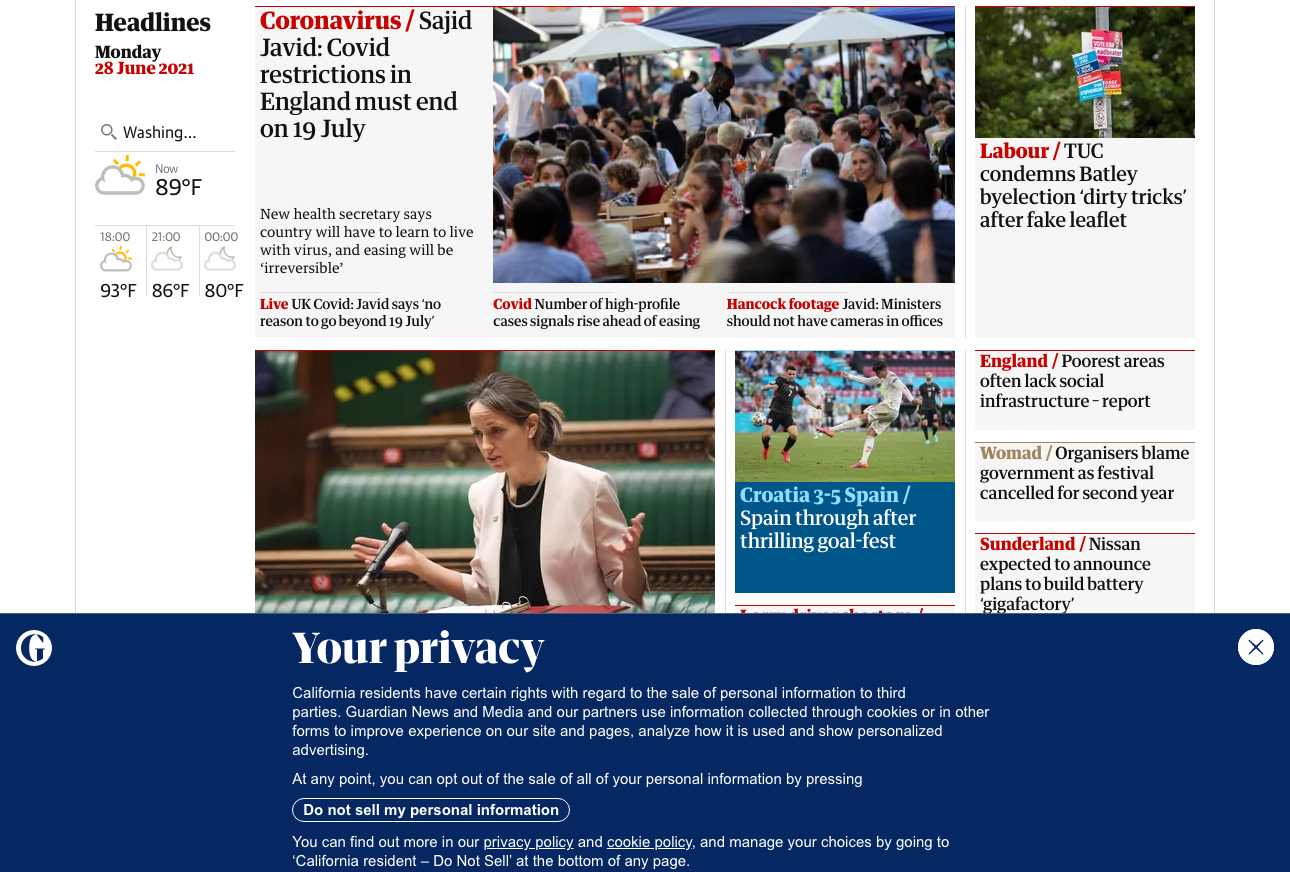 Headlines
Monday
28 June 2021
Washing...
Now
89°F
18:00
21:00
00:00
93°F
86°F
80°F
Coronavirus / Sajid
Javid: Covid
restrictions in
England must end
on 19 July
New health secretary says
country will have to learn to live
with virus, and easing will be
‘irreversible’
Live UK Covid: Javid says ‘no
reason to go beyond 19 July’
Covid Number of high-profile
cases signals rise ahead of easing
Hancock footage Javid: Ministers
should not have cameras in offices
Labour / TUC
condemns Batley
byelection ‘dirty tricks’
after fake leaflet
Croatia 3-5 Spain /
Spain through after
thrilling goal-fest
England / Poorest areas
often lack social
infrastructure – report
Womad / Organisers blame
government as festival
cancelled for second year
Sunderland / Nissan
expected to announce
plans to build battery
‘gigafactory’
Your privacy
California residents have certain rights with regard to the sale of personal information to third
parties. Guardian News and Media and our partners use information collected through cookies or in other
forms to improve experience on our site and pages, analyze how it is used and show personalized
advertising.
At any point, you can opt out of the sale of all of your personal information by pressing
Do not sell my personal information
You can find out more in our privacy policy and cookie policy, and manage your choices by going to
‘California resident – Do Not Sell’ at the bottom of any page.